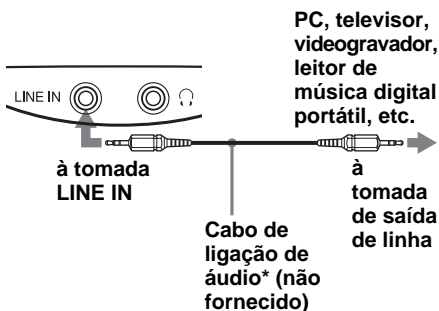 PC, televisor,
videogravador,
leitor de
música digital
portátil, etc.
LINE IN
à tomada
LINE IN
à
tomada
de saída
de linha
Cabo de
ligação de
áudio* (não
fornecido)